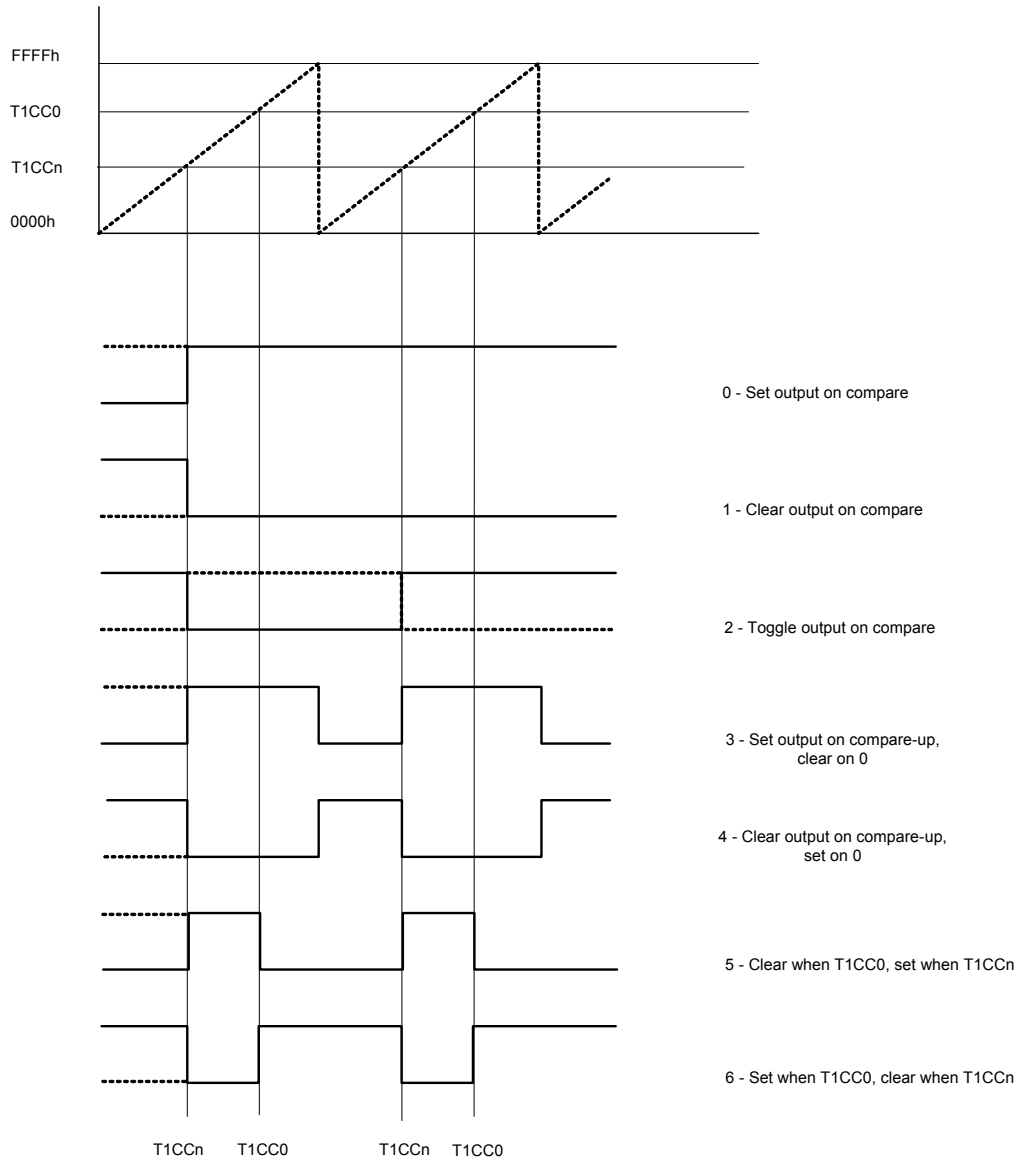 FFFFh
T1CC0
T1CCn
0000h
0 - Set output on compare
1 - Clear output on compare
2 - Toggle output on compare
3 - Set output on compare-up,
clear on 0
4 - Clear output on compare-up,
set on 0
5 - Clear when T1CC0, set when T1CCn
6 - Set when T1CC0, clear when T1CCn
T1CCn T1CC0 T1CCn T1CC0